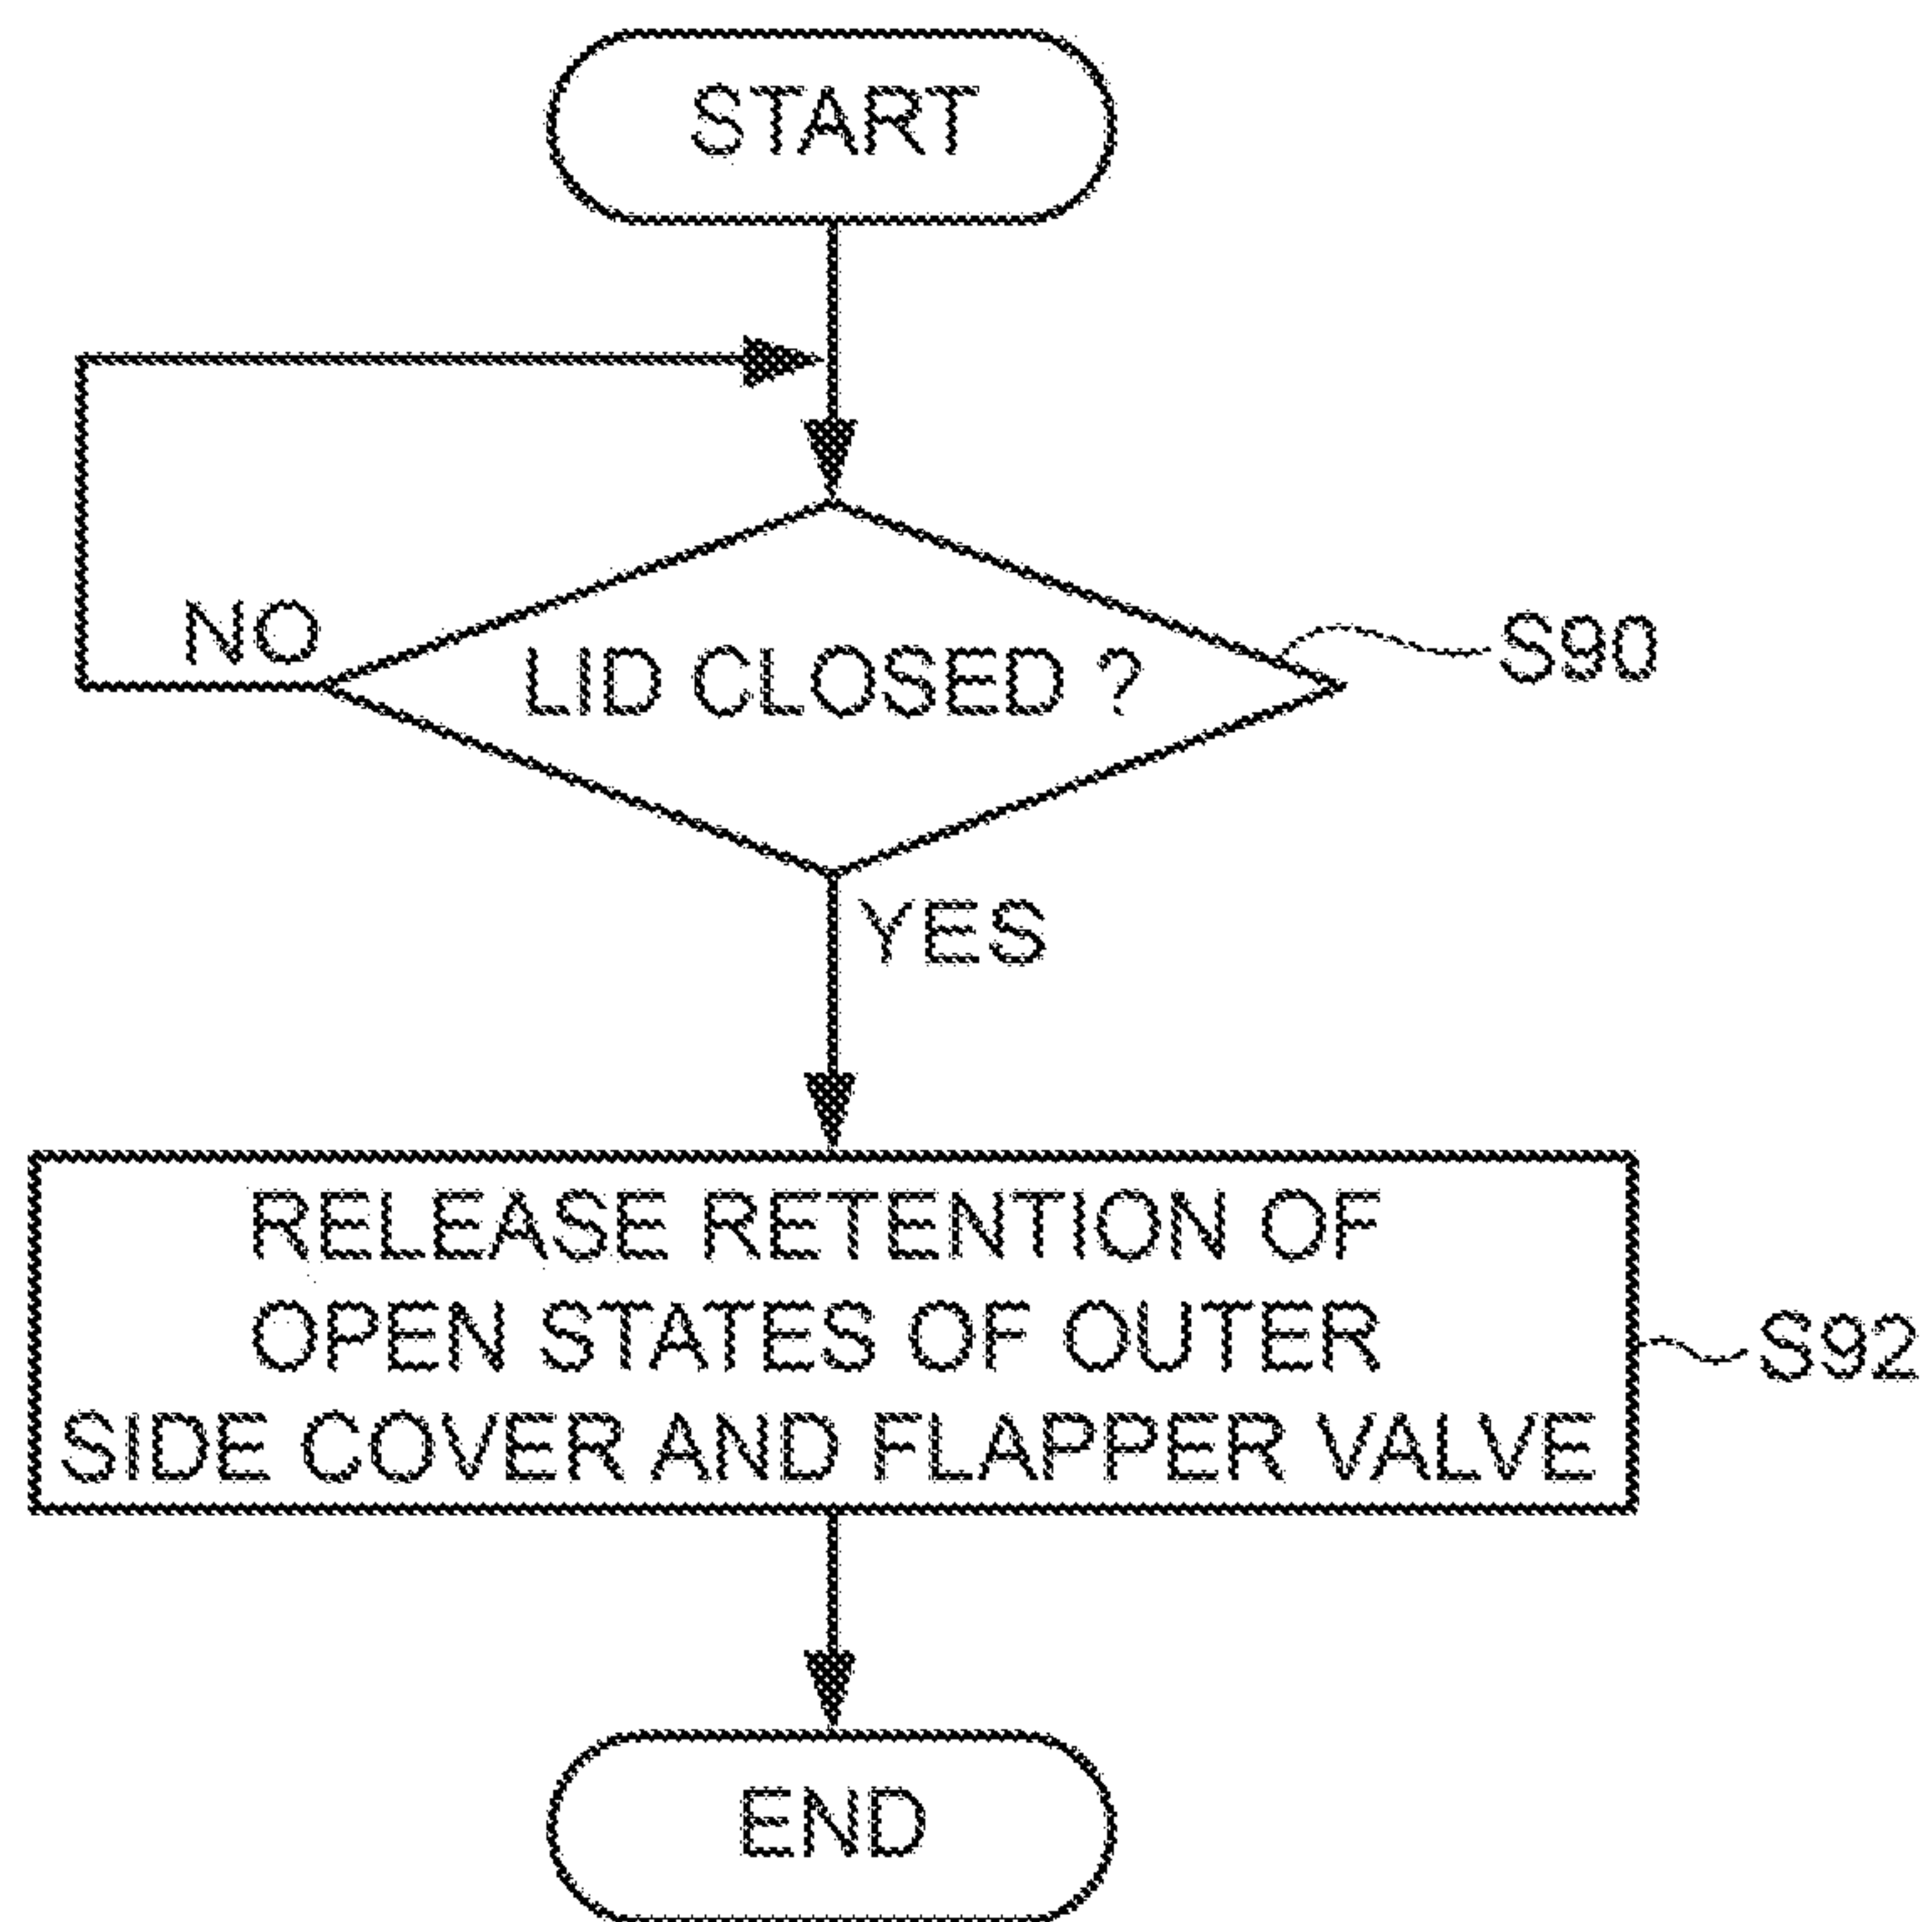 START
NO
LID CLOSED ?
S90
YES
RELEASE RETENTION OF
OPEN STATES OF OUTER
SIDE COVER AND FLAPPER VALVE
S92
END